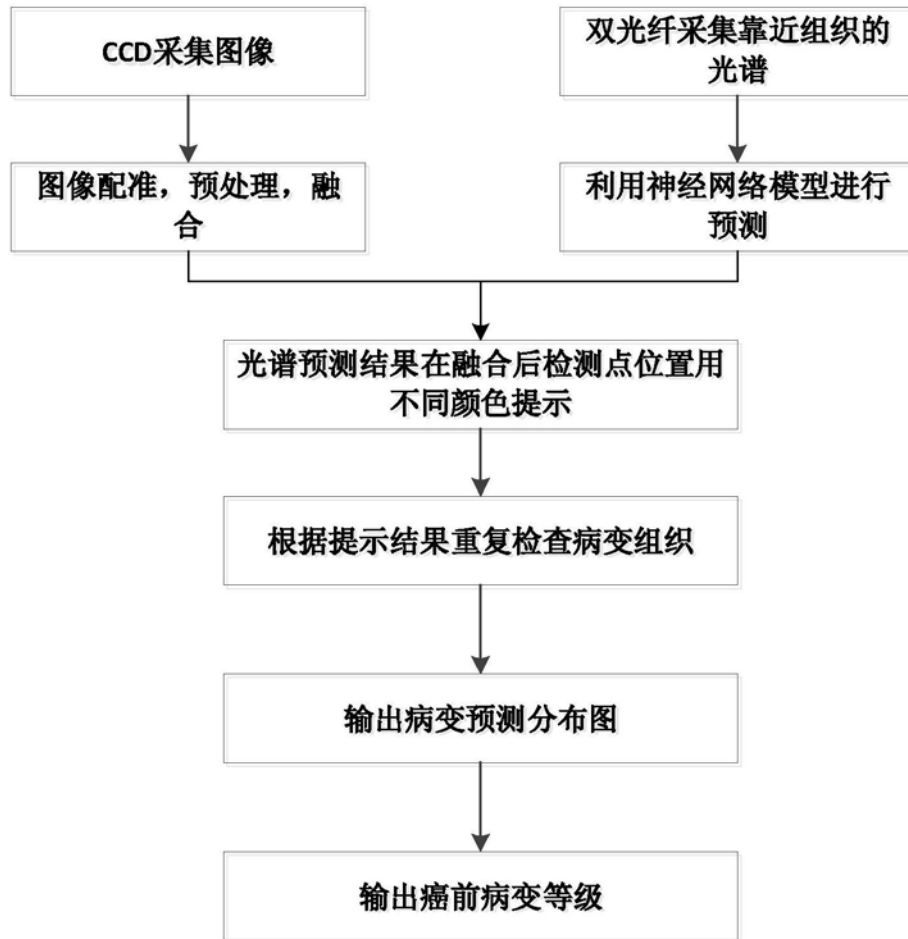 CCD采集图像
双光纤采集靠近组织的
光谱
图像配准，预处理，融
合
利用神经网络模型进行
预测
光谱预测结果在融合后检测点位置用
不同颜色提示
根据提示结果重复检查病变组织
输出病变预测分布图
输出癌前病变等级